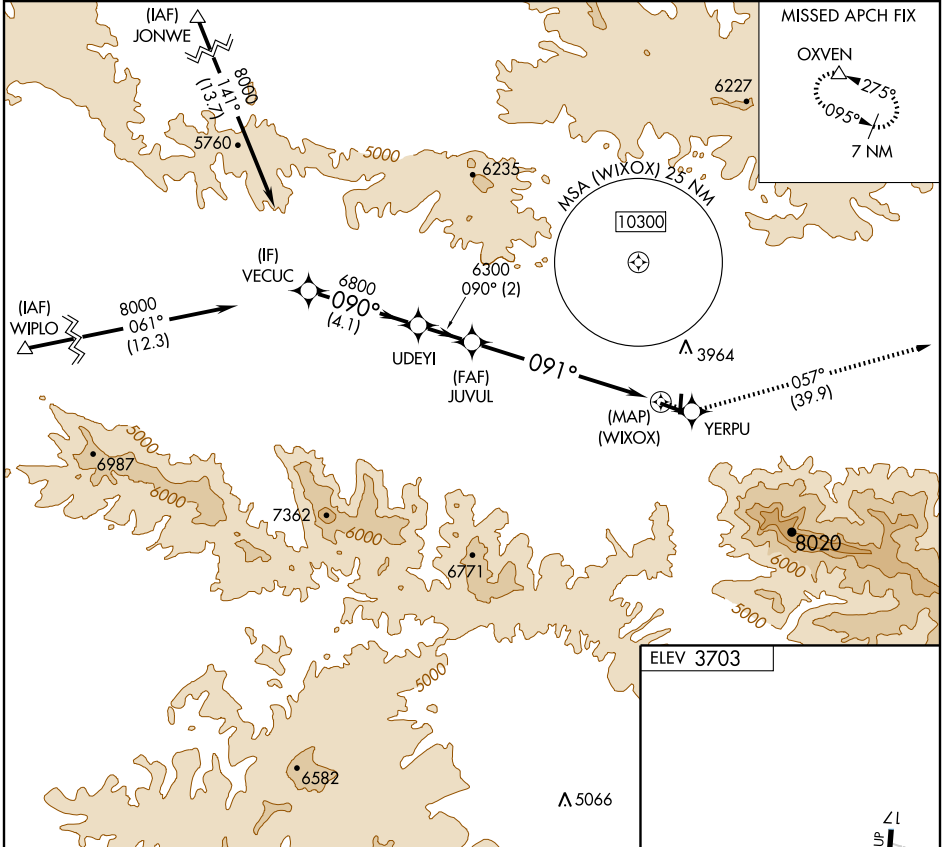 (IAF)
JONWE
8000
141°
(13.7)
5760
5000
6235
6227
MISSED APCH FIX
OXVEN
275°
095°
7 NM
MSA (WIXOX) 25 NM
10300
(IF)
VECUC
6800
090°
(4.1)
6300
090° (2)
(IAF)
WIPLO
8000
061°
(12.3)
UDEYI
(FAF)
JUVUL
091°
3964
(MAP)
(WIXOX)
YERPU
057°
(39.9)
5000
6987
6000
7362
6000
6771
8020
6000
5000
5000
ELEV 3703
6582
5066
17
UP